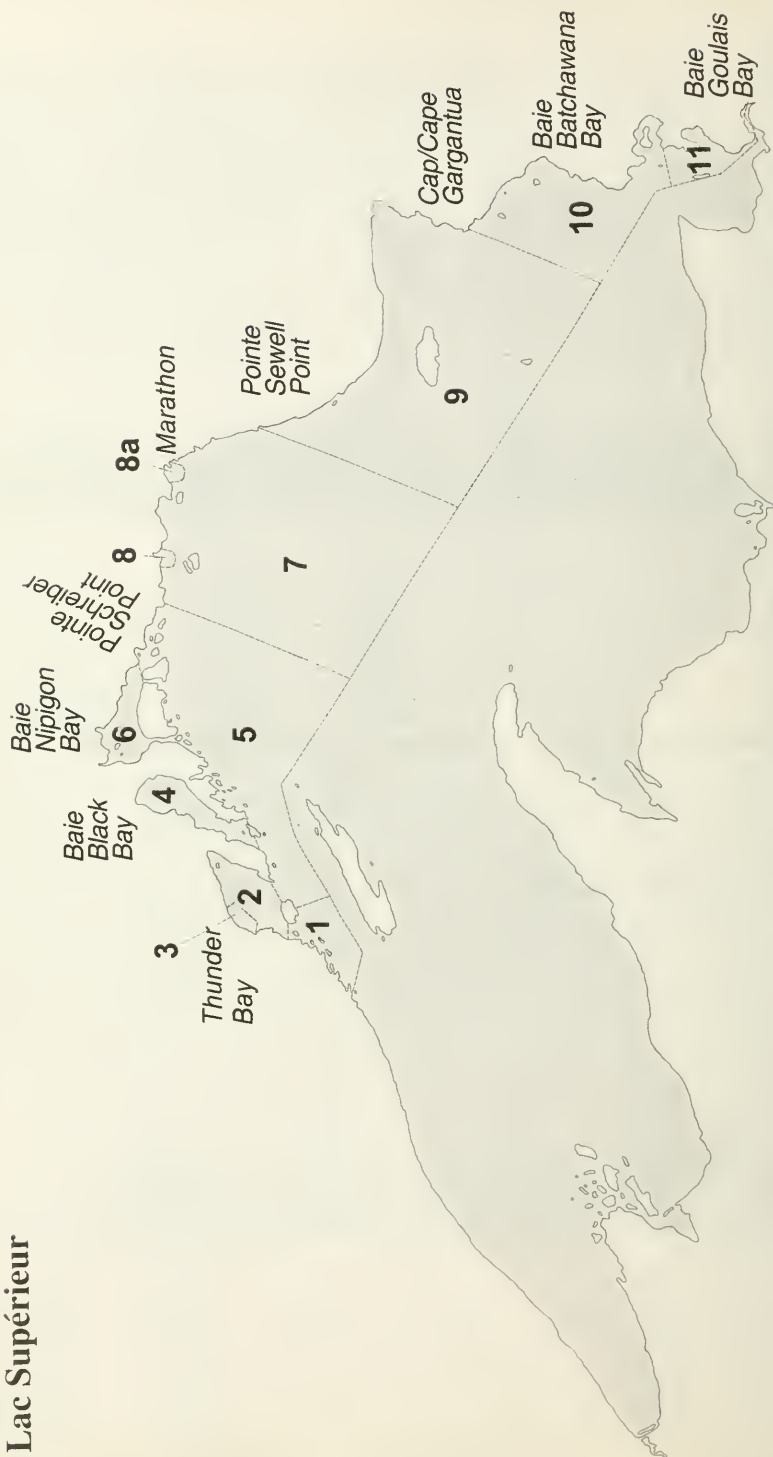 Lac Supérieur
3
Thunder
Bay
2
1
Baie
Black
Bay
4
Baie
Nipigon
Bay
6
5
Pointe
Schreiber
Point
8
7
8a
Marathon
Pointe
Sewell
Point
9
Cap/Cape
Gargantua
10
Baie
Batchawana
Bay
11
Baie
Goulais
Bay